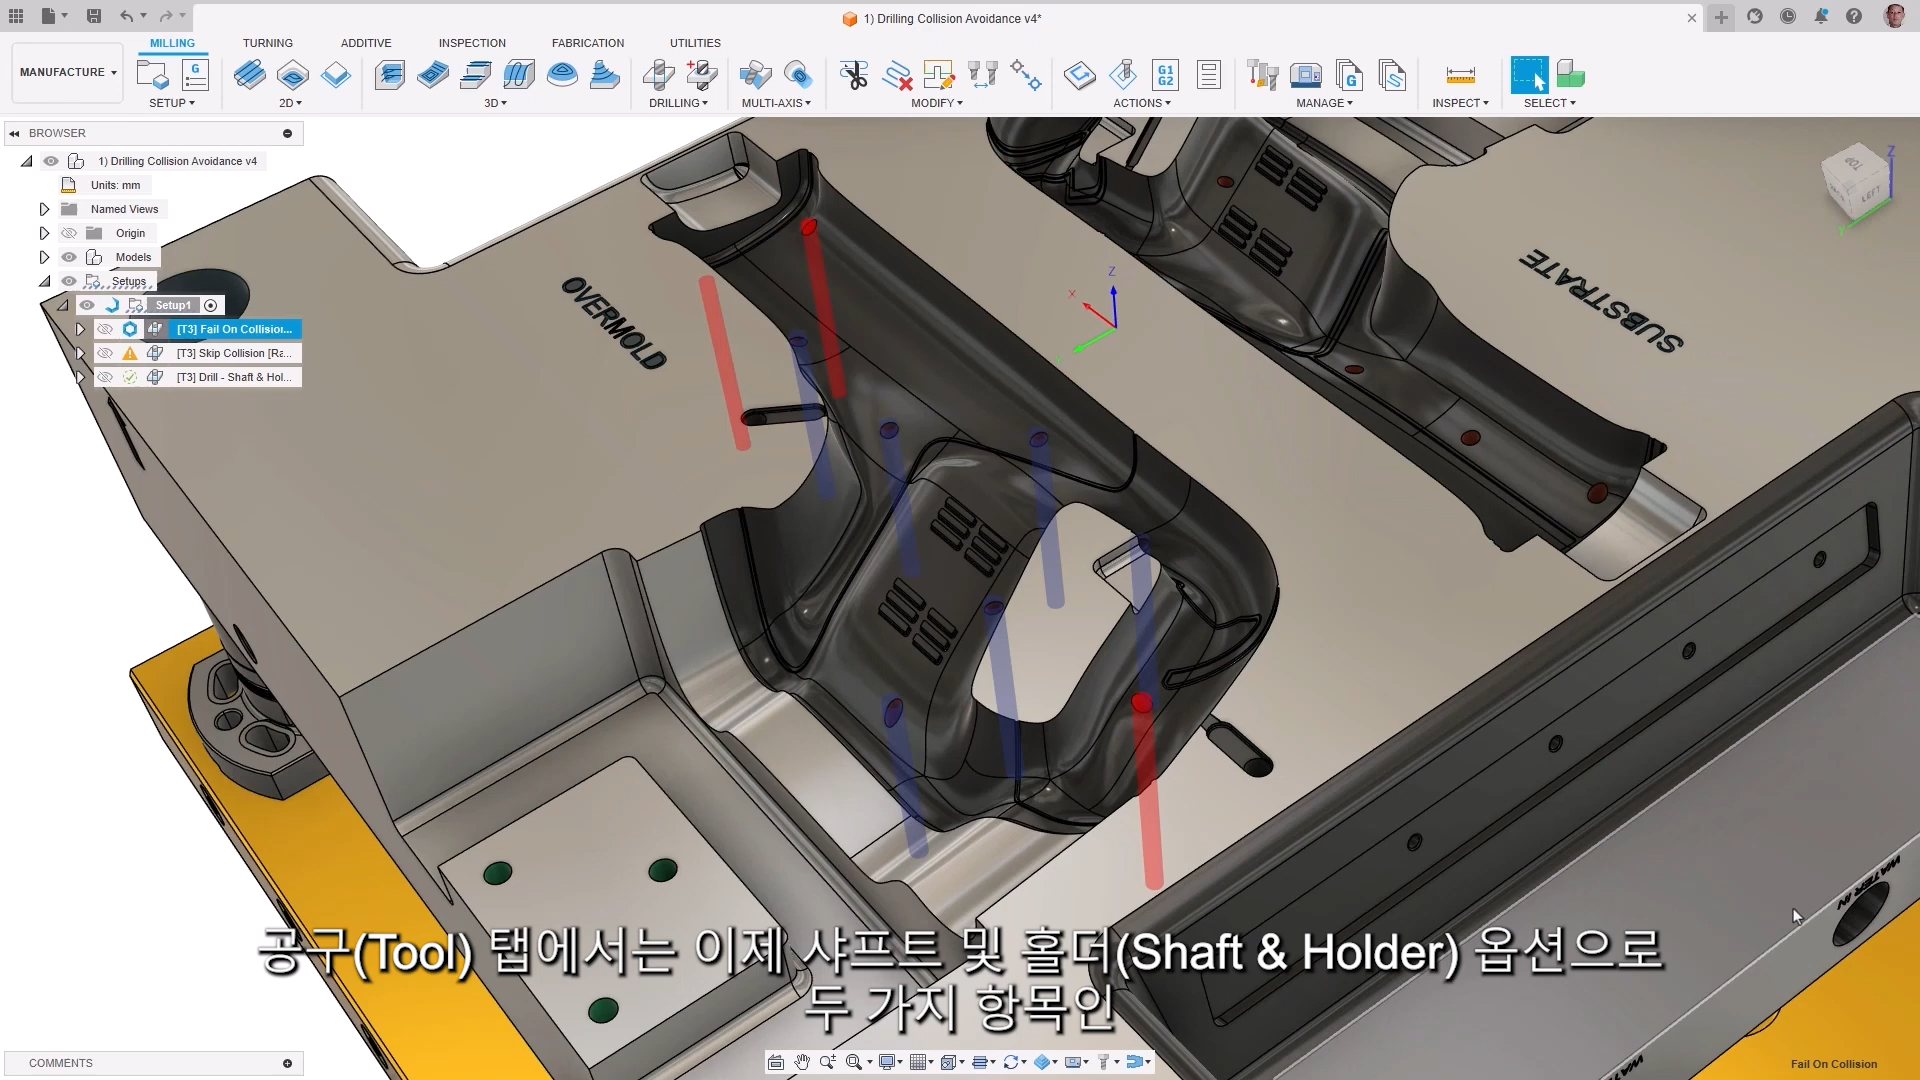 1) Drilling Collision Avoidance v4*
MANUFACTURE
MILLING
TURNING
ADDITIVE
INSPECTION
FABRICATION
UTILITIES
SETUP
2D
3D
DRILLING
MULTI-AXIS
MODIFY
ACTIONS
MANAGE
INSPECT
SELECT
G
G1
G2
G
BROWSER
1) Drilling Collision Avoidance v4
Units: mm
Named Views
Origin
Models
Setups
Setup1
[T3] Fail On Collisio...
[T3] Skip Collision [Ra...
[T3] Drill - Shaft & Hol...
OVERMOLD
SUBSTRATE
Z
X
TOP
LEFT
Z
Y
공구(Tool) 탭에서는 이제 샤프트 및 홀더(Shaft & Holder) 옵션으로
두 가지 항목인
COMMENTS
Fail On Collision